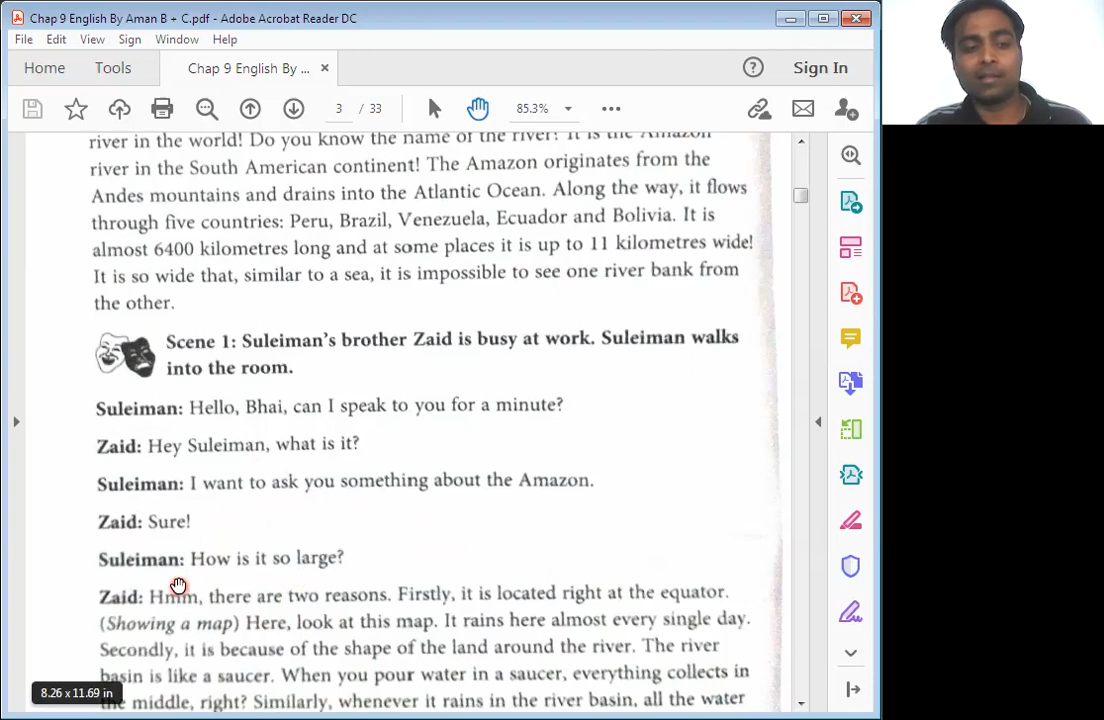 Chap 9 English By Aman B + C.pdf - Adobe Acrobat Reader DC
File Edit View Sign Window Help
Home Tools Chap 9 English By ... × Sign In
3 / 33 85.3%
river in the world! Do you know the name of the river? It is the Amazon
river in the South American continent! The Amazon originates from the
Andes mountains and drains into the Atlantic Ocean. Along the way, it flows
through five countries: Peru, Brazil, Venezuela, Ecuador and Bolivia. It is
almost 6400 kilometres long and at some places it is up to 11 kilometres wide!
It is so wide that, similar to a sea, it is impossible to see one river bank from
the other.
Scene 1: Suleiman's brother Zaid is busy at work. Suleiman walks
into the room.
Suleiman: Hello, Bhai, can I speak to you for a minute?
Zaid: Hey Suleiman, what is it?
Suleiman: I want to ask you something about the Amazon.
Zaid: Sure!
Suleiman: How is it so large?
Zaid: Hmm, there are two reasons. Firstly, it is located right at the equator.
(Showing a map) Here, look at this map. It rains here almost every single day.
Secondly, it is because of the shape of the land around the river. The river
basin is like a saucer. When you pour water in a saucer, everything collects in
8.26 x 11.69 in
the middle, right? Similarly, whenever it rains in the river basin, all the water